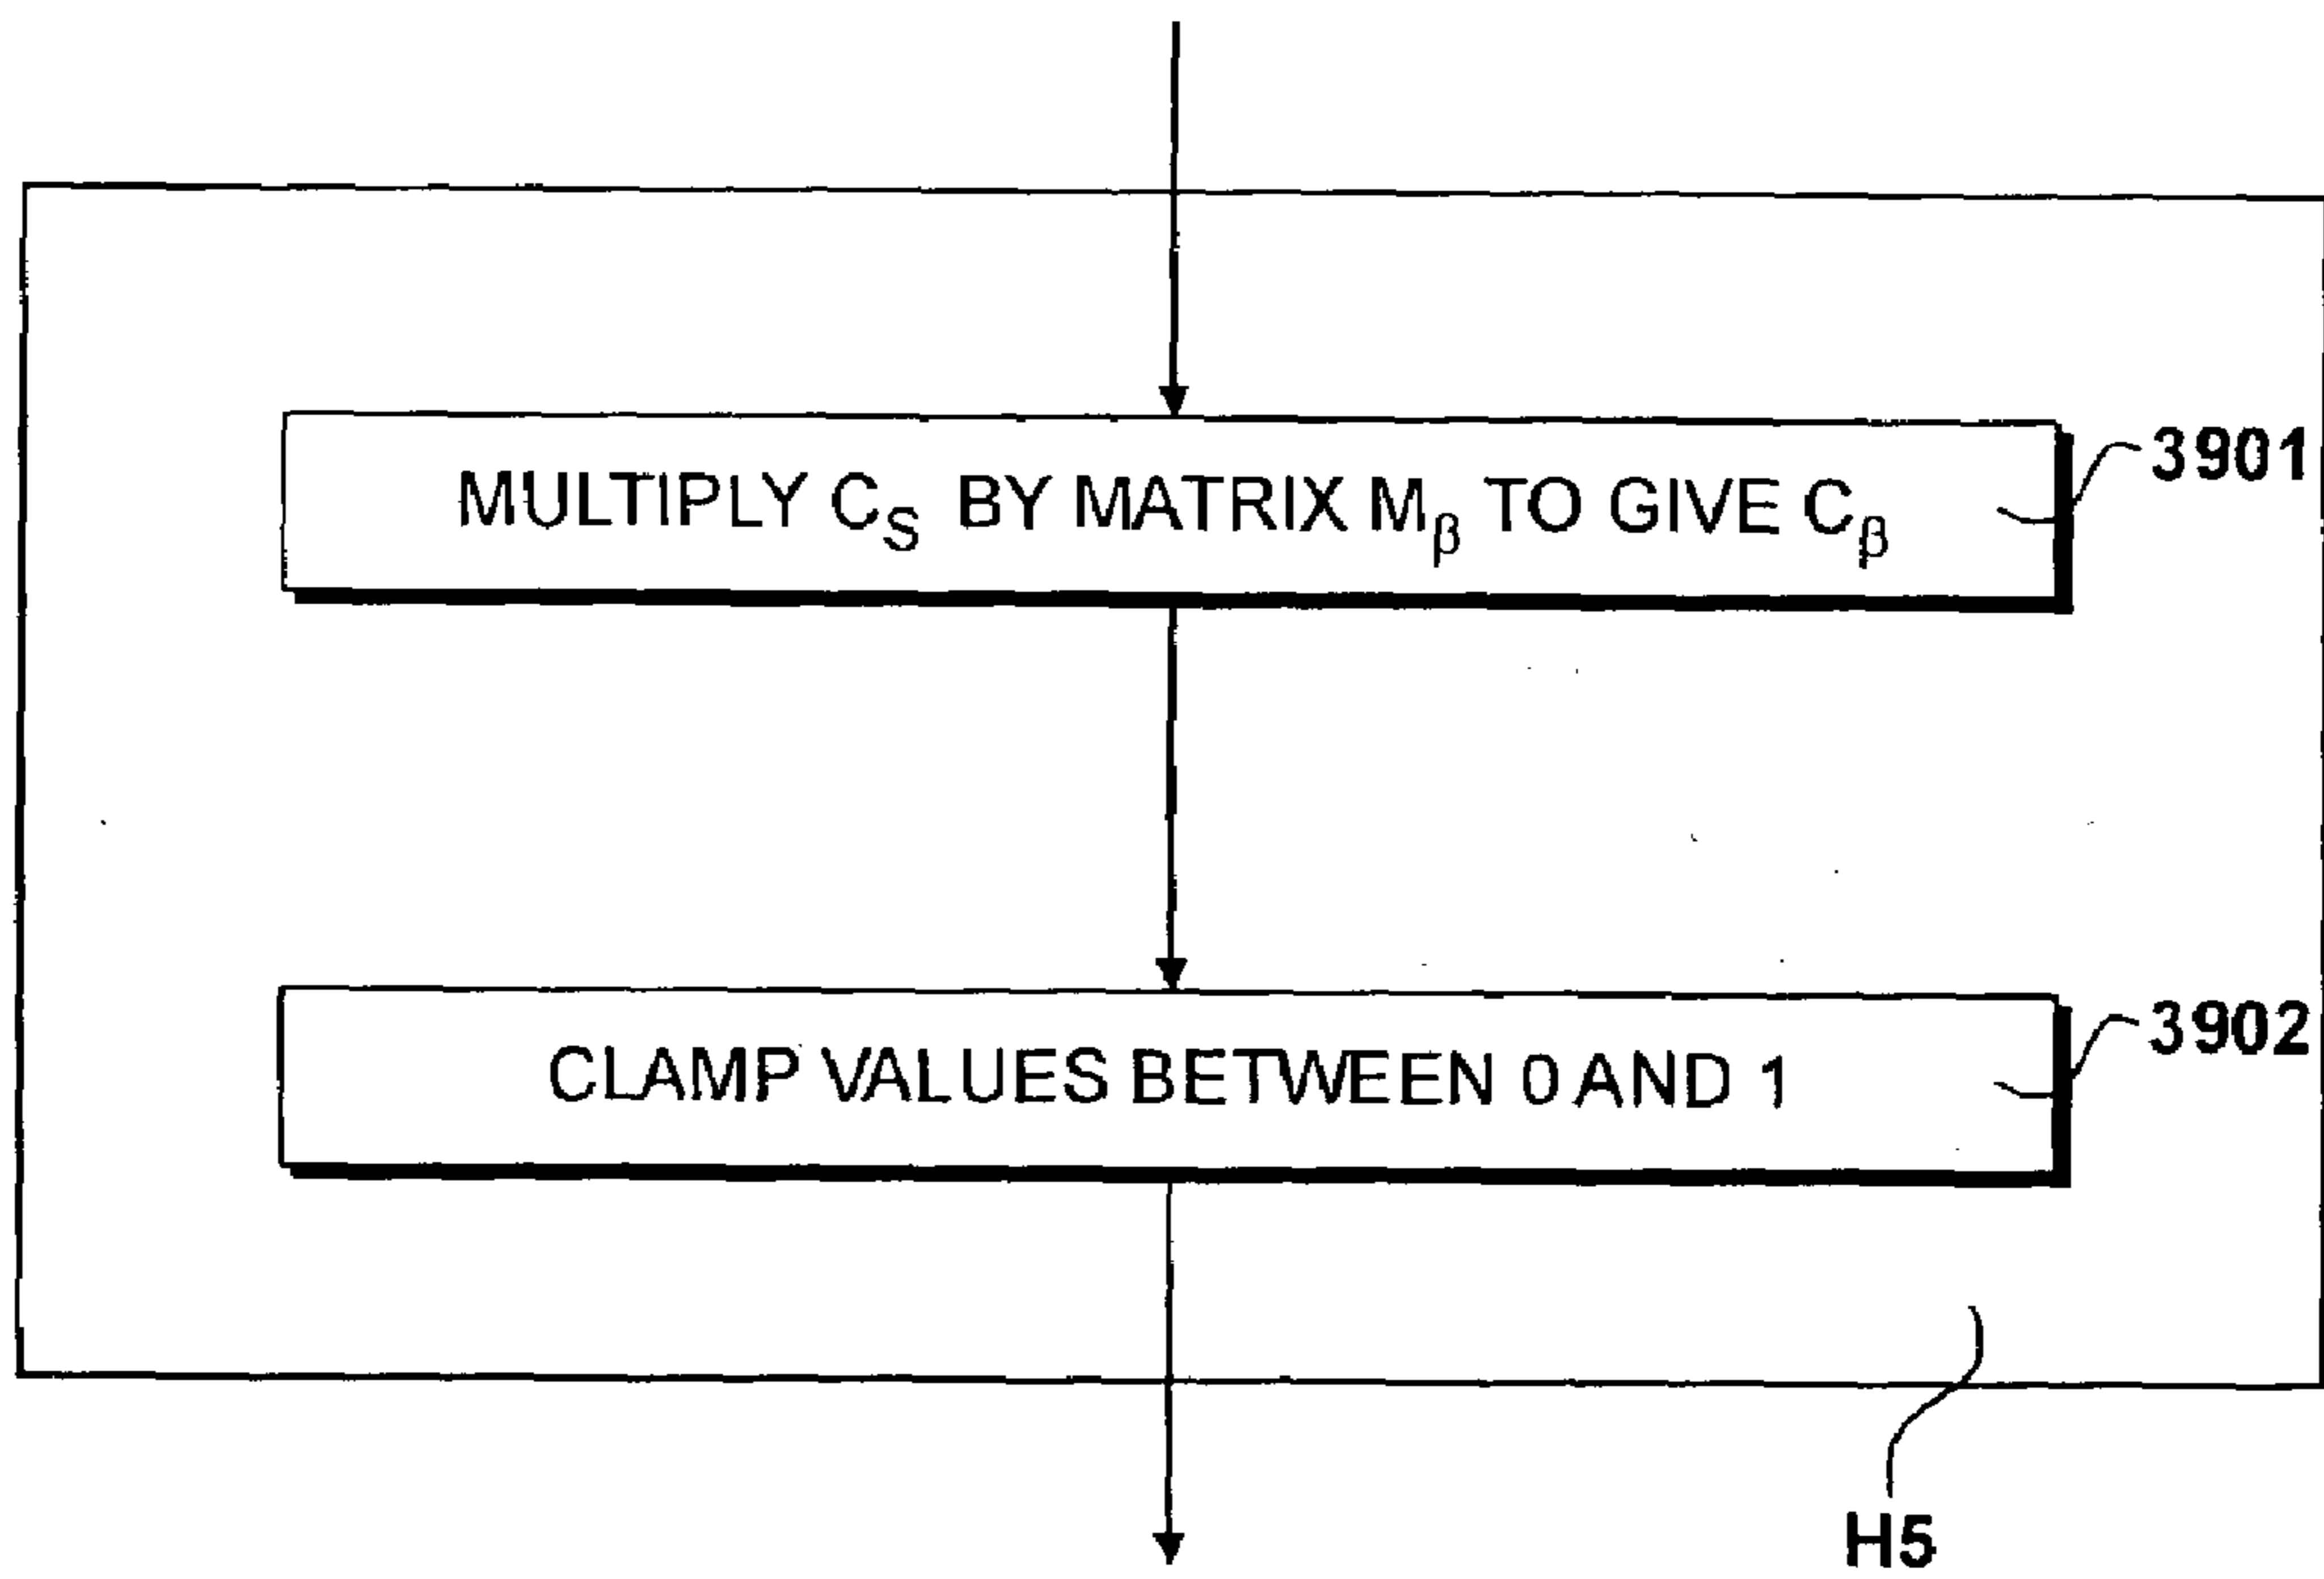 MULTIPLY C_S BY MATRIX M_β TO GIVE C_β
3901
CLAMP VALUES BETWEEN 0 AND 1
3902
H5